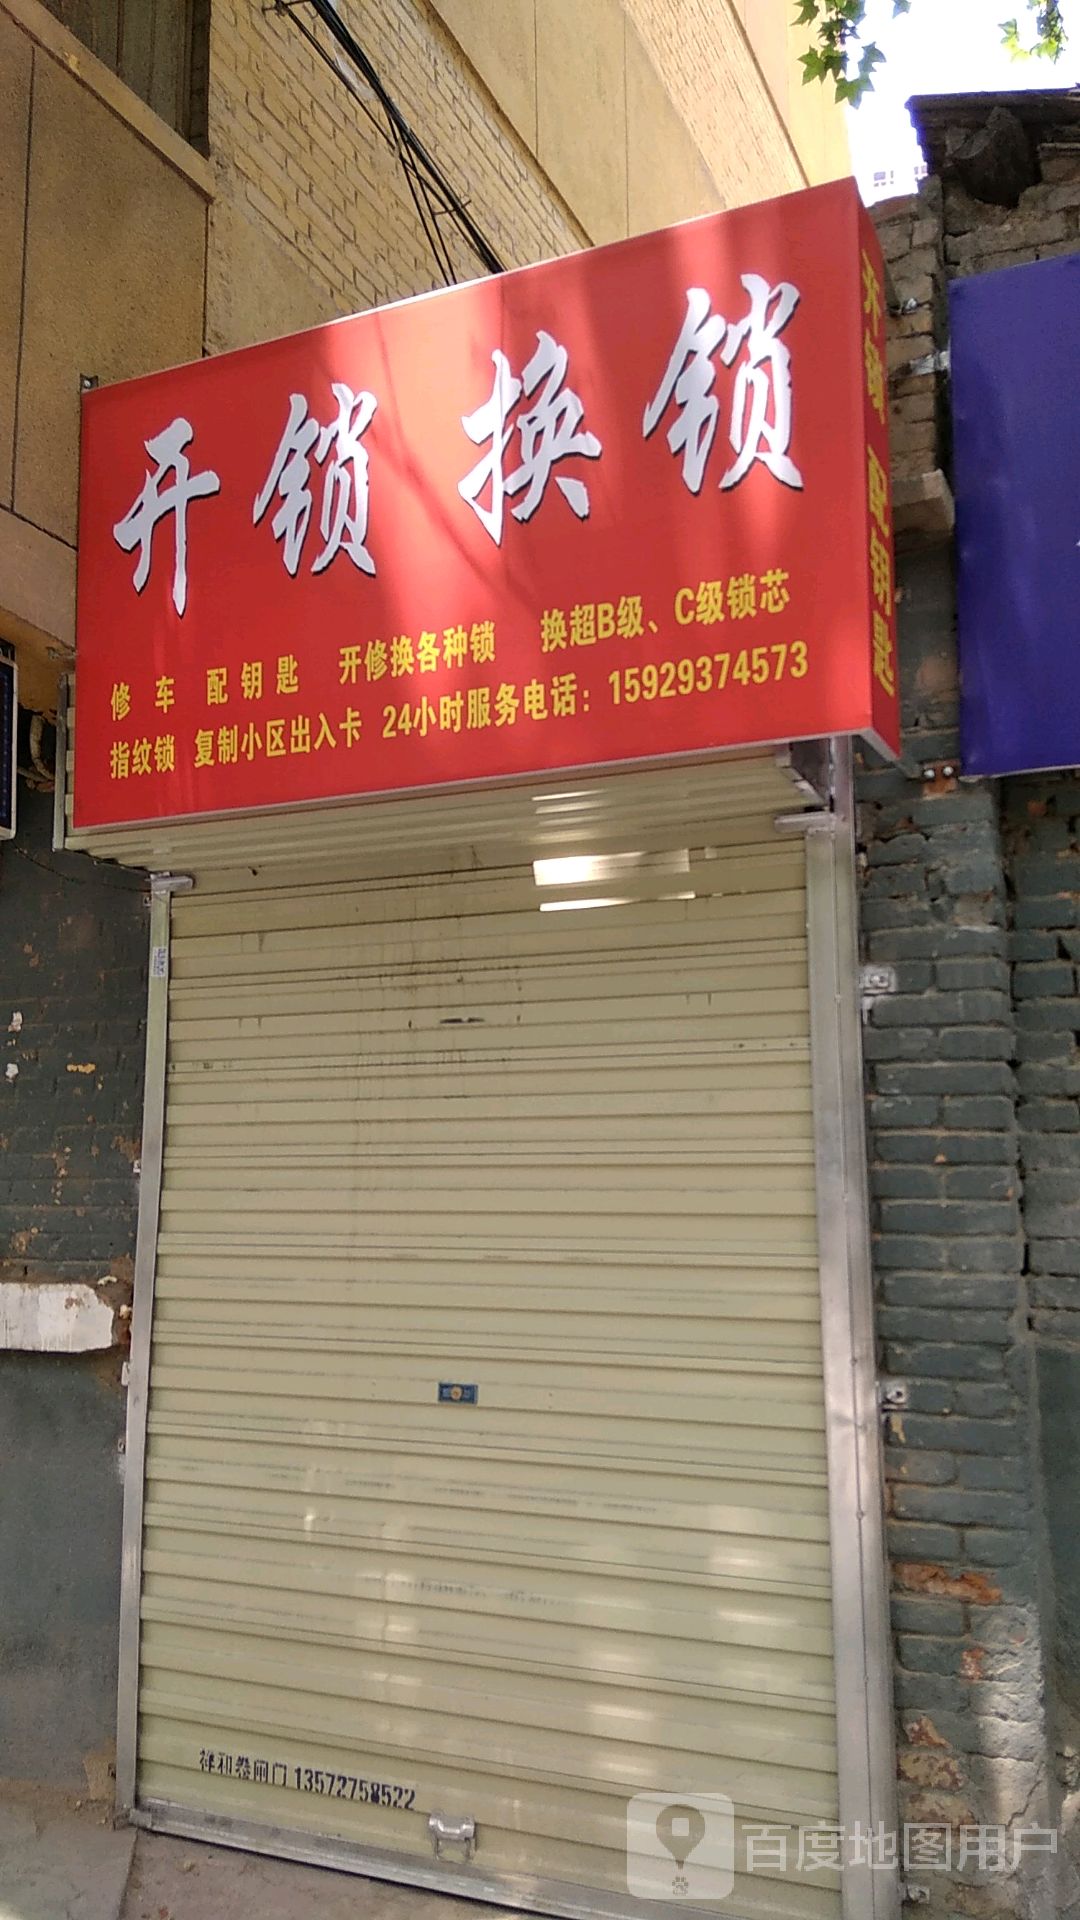 开锁换锁
修车 配钥匙 开修换各种锁 换超B级、C级锁芯
指纹锁 复制小区出入卡 24小时服务电话：15929374573
开锁 配钥匙
祥和卷闸门 13572758522
百度地图用户